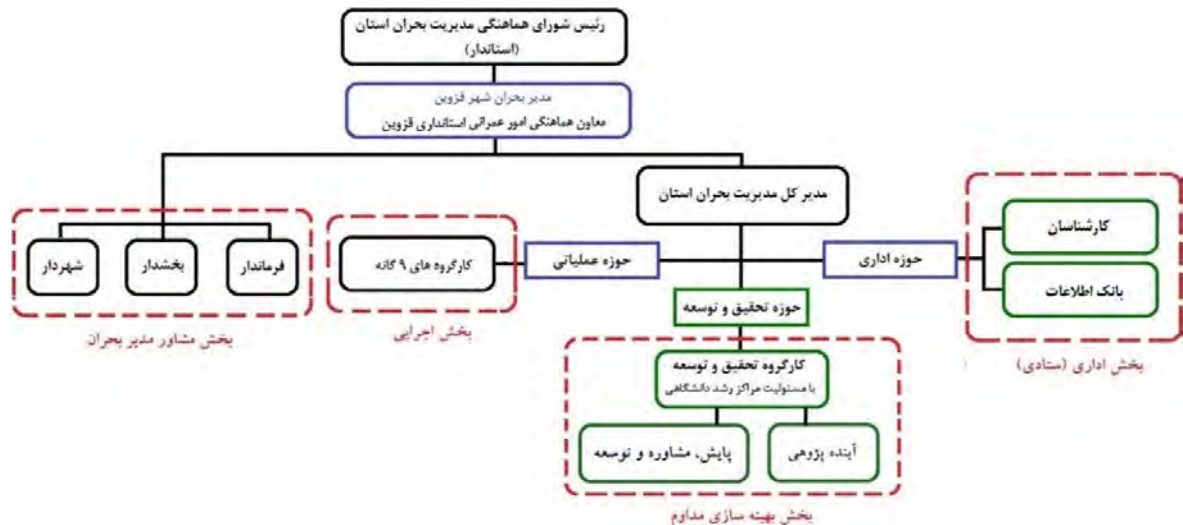 رئیس شورای هماهنگی مدیریت بحران استان
(استاندار)
مدیر بحران شهر قزوین
معاون هماهنگی امور عمرانی استانداری قزوین
مدیر کل مدیریت بحران استان
کارشناسان
بانک اطلاعات
حوزه اداری
بخش اداری (ستادی)
حوزه عملیاتی
کارگروه های ۹ گانه
بخش اجرایی
فرماندار
بخشدار
شهردار
بخش مشاور مدیر بحران
حوزه تحقیق و توسعه
کارگروه تحقیق و توسعه
با مسئولیت مراکز رشد دانشگاهی
آینده پژوهی
پایش، مشاوره و توسعه
بخش بهینه سازی مداوم